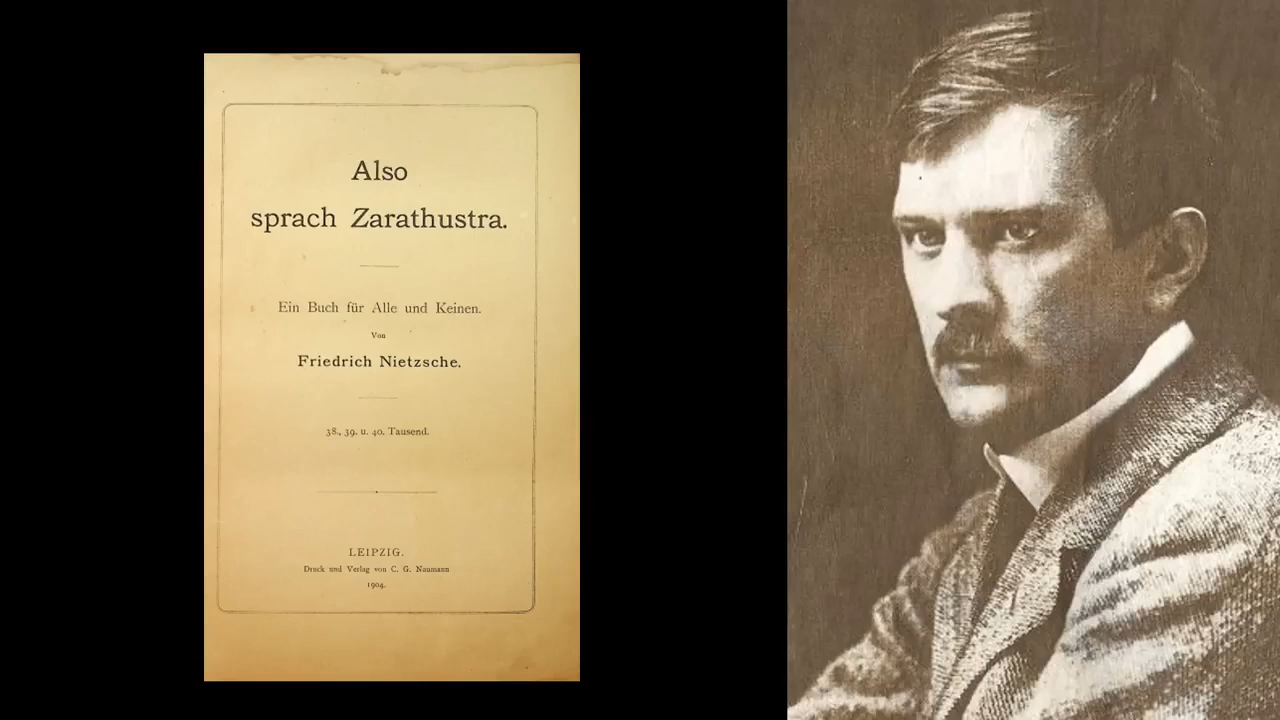 Also
sprach Zarathustra.
Ein Buch für Alle und Keinen.
Von
Friedrich Nietzsche.
38., 39. u. 40. Tausend.
LEIPZIG.
Druck und Verlag von C. G. Naumann
1904.